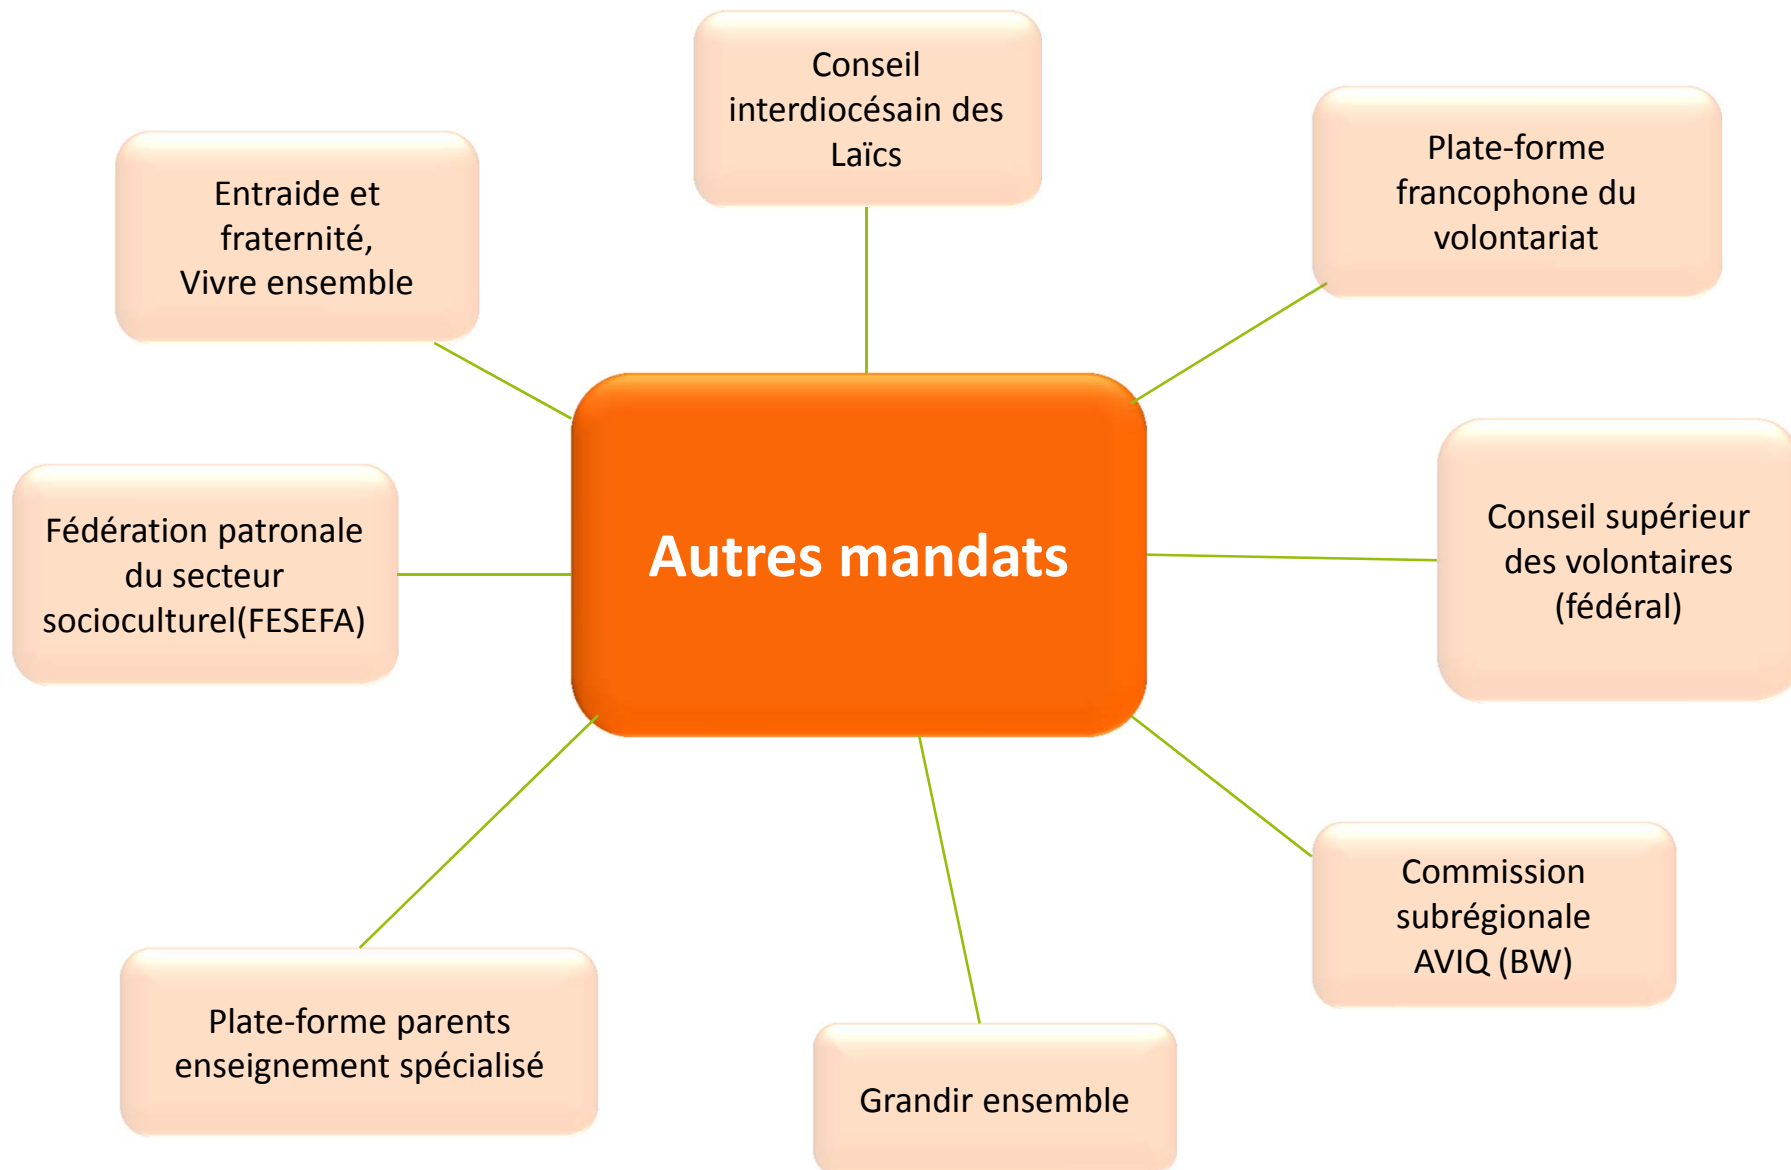 Conseil
interdiocésain des
Laïcs
Plate-forme
francophone du
volontariat
Entraide et
fraternité,
Vivre ensemble
Autres mandats
Conseil supérieur
des volontaires
(fédéral)
Fédération patronale
du secteur
socioculturel(FESEFA)
Commission
subrégionale
AVIQ (BW)
Plate-forme parents
enseignement spécialisé
Grandir ensemble